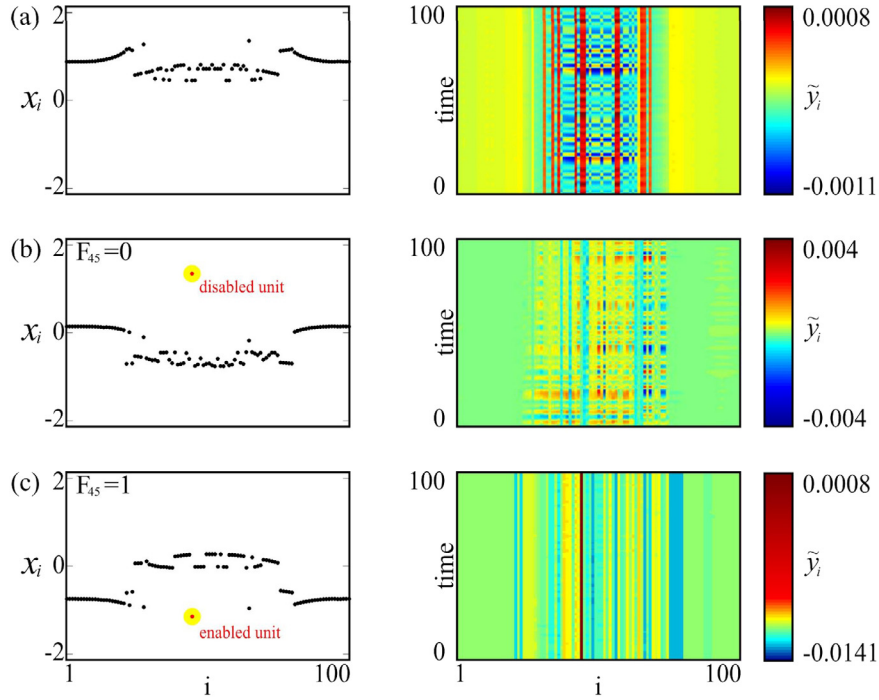 (a)
2
0
-2
xᵢ
100
time
0
0.0008
ỹᵢ
-0.0011
(b)
F₄₅=0
2
0
-2
xᵢ
disabled unit
100
time
0
0.004
ỹᵢ
-0.004
(c)
F₄₅=1
2
0
-2
xᵢ
enabled unit
1
i
100
100
time
0
1
i
100
0.0008
ỹᵢ
-0.0141